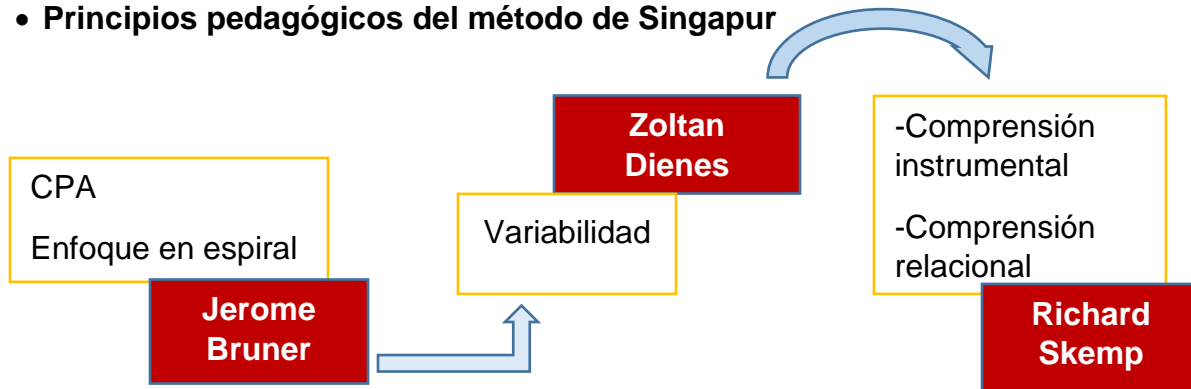 • Principios pedagógicos del método de Singapur
CPA
Enfoque en espiral
Jerome
Bruner
Zoltan
Dienes
Variabilidad
-Comprensión
instrumental
-Comprensión
relacional
Richard
Skemp